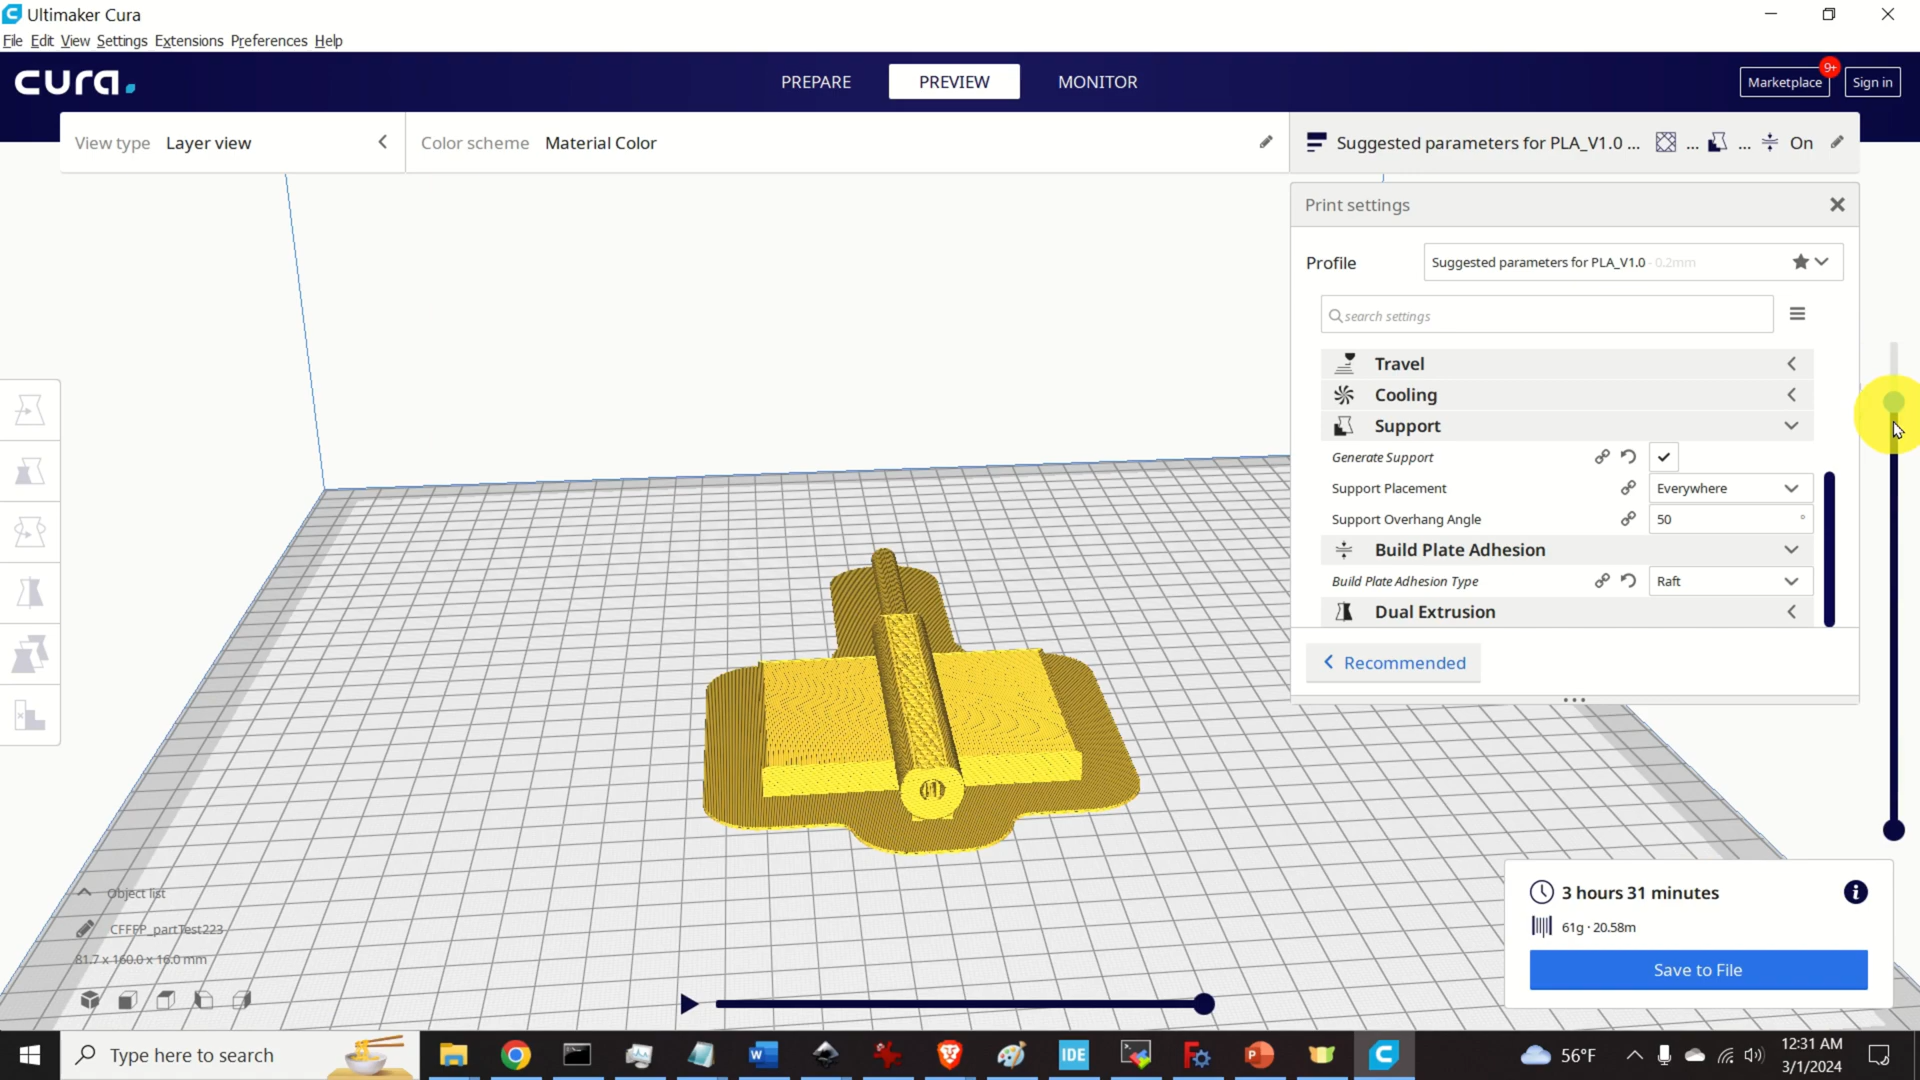 Ultimaker Cura
File Edit View Settings Extensions Preferences Help
cura.
PREPARE PREVIEW MONITOR
Marketplace 9+ Sign in
View type Layer view
Color scheme Material Color
Suggested parameters for PLA_V1.0 ... ... ... On
Print settings
Profile Suggested parameters for PLA_V1.0 - 0.2mm
search settings
Travel
Cooling
Support
Generate Support
Support Placement Everywhere
Support Overhang Angle 50 °
Build Plate Adhesion
Build Plate Adhesion Type Raft
Dual Extrusion
Recommended
Object list
CFFFP_partTest223
81.7 x 160.0 x 16.0 mm
3 hours 31 minutes
61g · 20.58m
Save to File
Type here to search
IDE
56°F
12:31 AM
3/1/2024